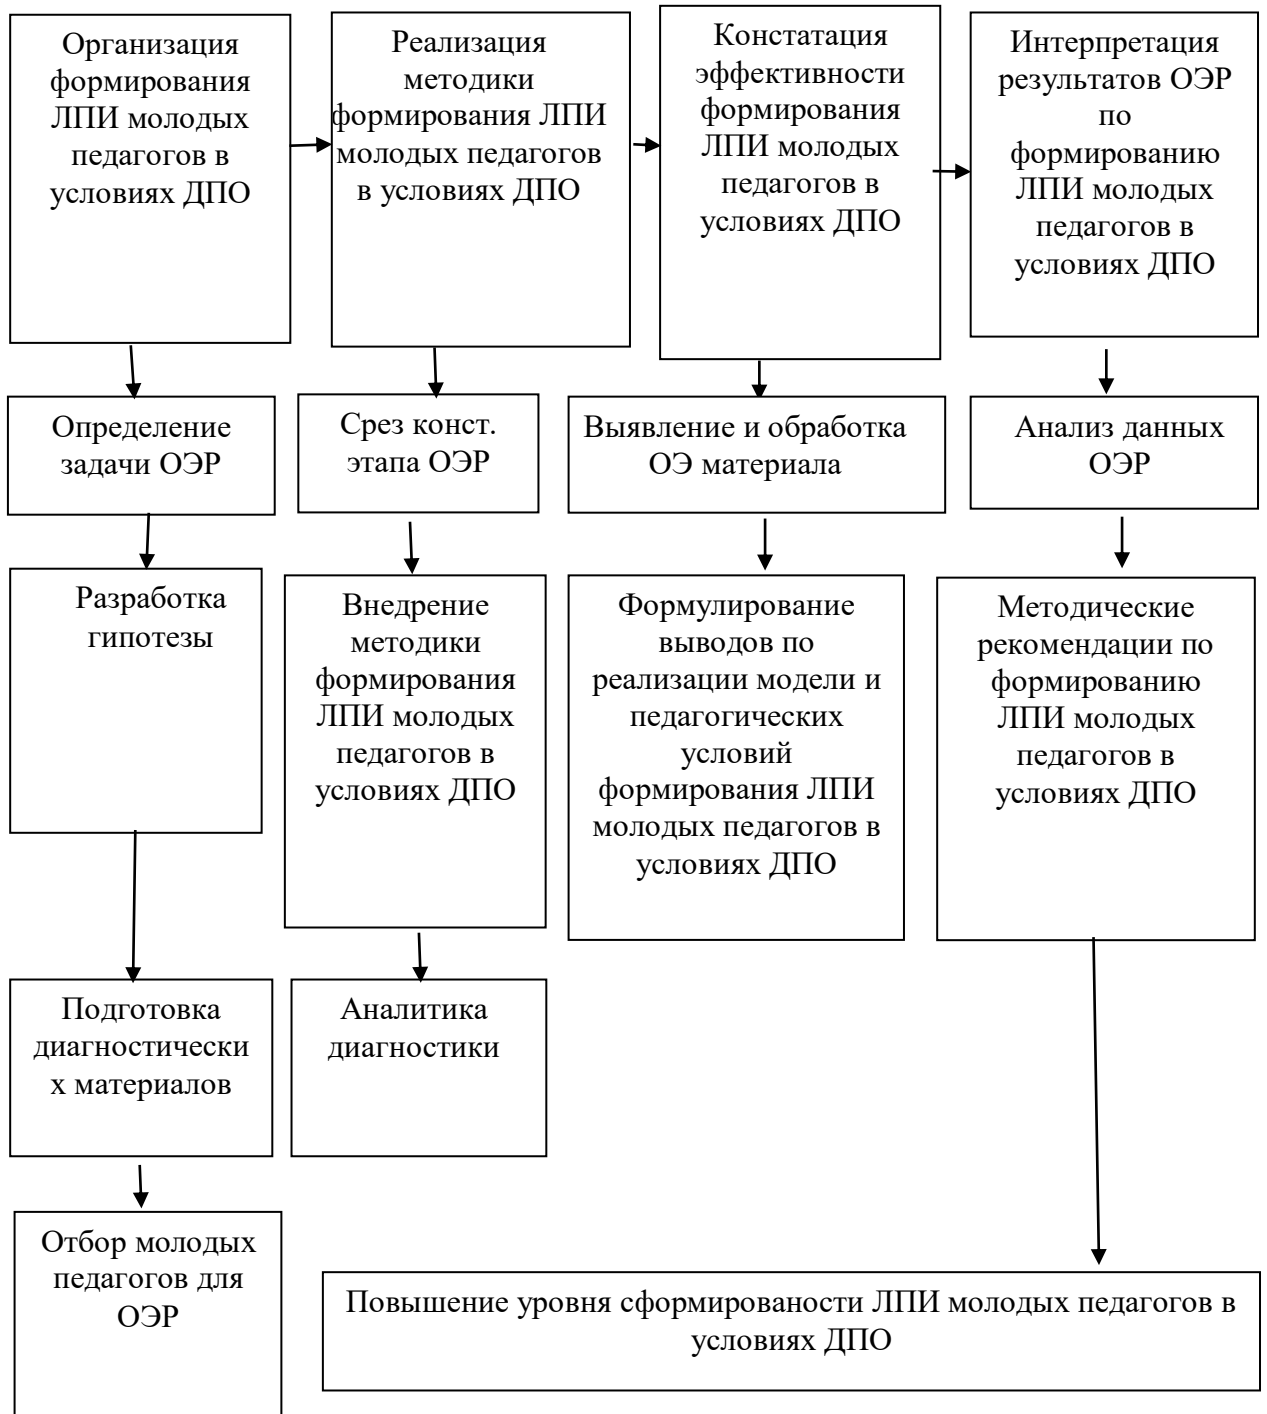 Организация
формирования
ЛПИ молодых
педагогов в
условиях ДПО
Реализация
методики
формирования ЛПИ
молодых педагогов
в условиях ДПО
Констатация
эффективности
формирования
ЛПИ молодых
педагогов в
условиях ДПО
Интерпретация
результатов ОЭР
по
формированию
ЛПИ молодых
педагогов в
условиях ДПО
Определение
задачи ОЭР
Срез конст.
этапа ОЭР
Выявление и обработка
ОЭ материала
Анализ данных
ОЭР
Разработка
гипотезы
Внедрение
методики
формирования
ЛПИ молодых
педагогов в
условиях ДПО
Формулирование
выводов по
реализации модели и
педагогических
условий
формирования ЛПИ
молодых педагогов в
условиях ДПО
Методические
рекомендации по
формированию
ЛПИ молодых
педагогов в
условиях ДПО
Подготовка
диагностически
х материалов
Аналитика
диагностики
Отбор молодых
педагогов для
ОЭР
Повышение уровня сформированости ЛПИ молодых педагогов в
условиях ДПО